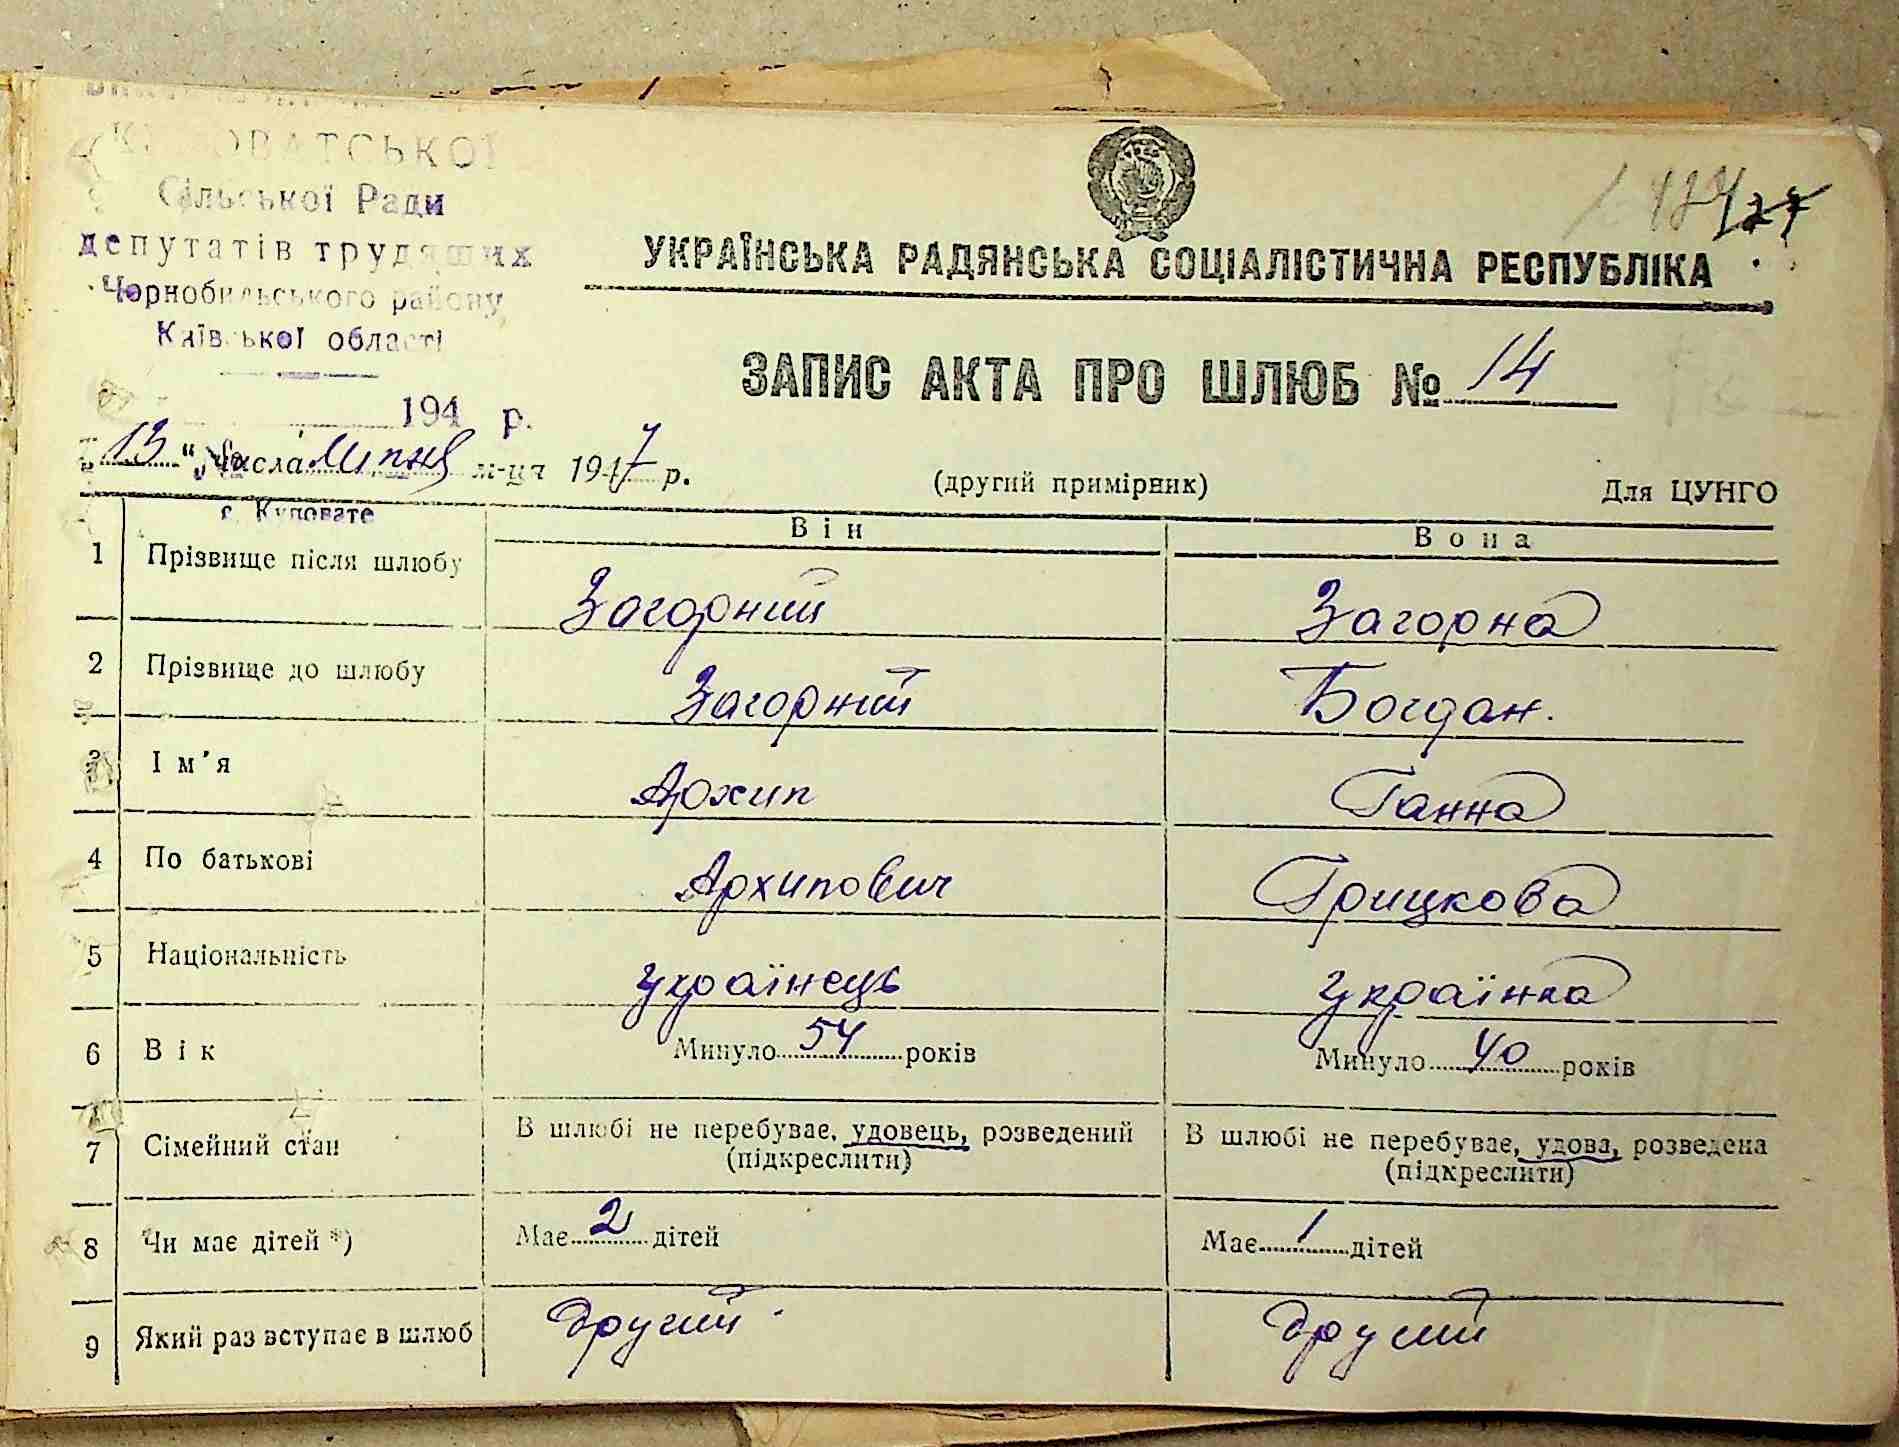 КУПОВАТСЬКОЇ
Сільської Ради
депутатів трудящих
Чорнобильського району
Київської області
194 р.
№
с. Куповате
УКРАЇНСЬКА РАДЯНСЬКА СОЦІАЛІСТИЧНА РЕСПУБЛІКА
ЗАПИС АКТА ПРО ШЛЮБ № 14
"13" числа Липня м-ця 1947 р.
(другий примірник)
Для ЦУНГО
Він Вона
1 Прізвище після шлюбу Загорний Загорна
2 Прізвище до шлюбу Загорний Богдан.
3 Ім'я Архип Ганна
4 По батькові Архипович Грицкова
5 Національність українець українка
6 Вік Минуло 54 років Минуло 40 років
7 Сімейний стан В шлюбі не перебуває, удовець, розведений В шлюбі не перебуває, удова, розведена
(підкреслити) (підкреслити)
8 Чи має дітей *) Має 2 дітей Має 1 дітей
9 Який раз вступає в шлюб другий другий